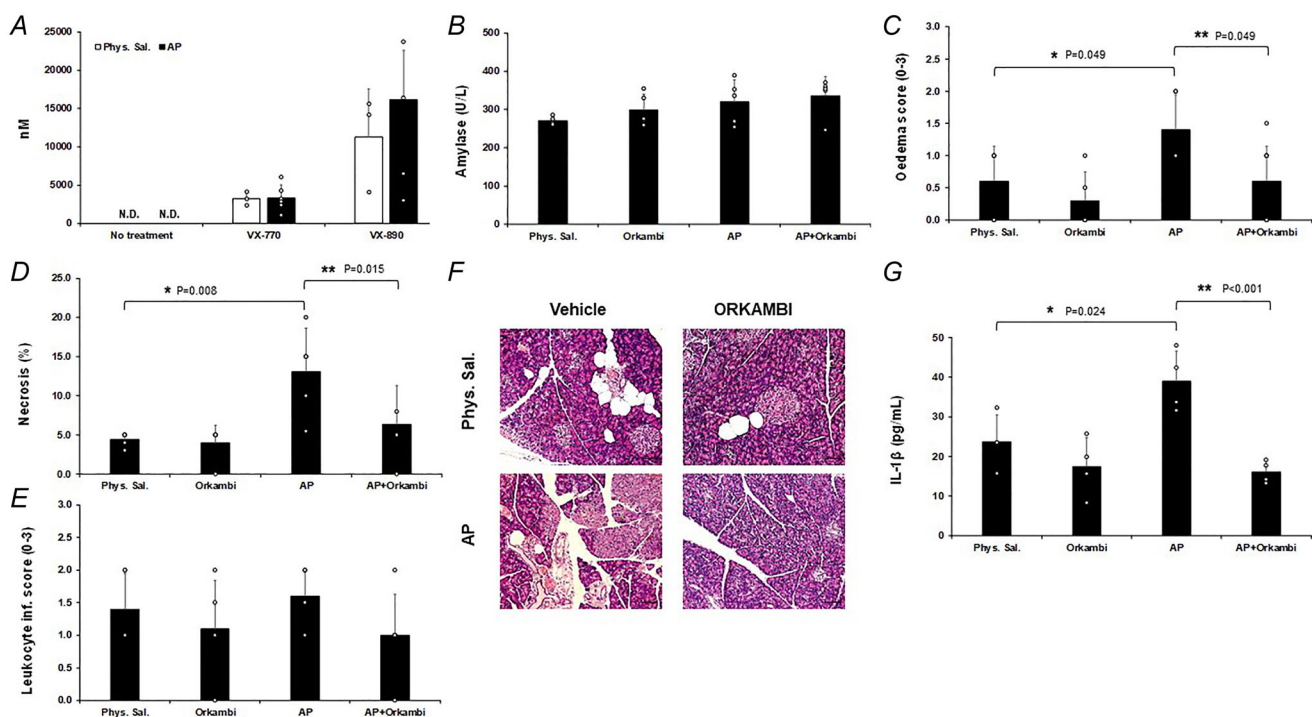 A
Phys. Sal. AP
25000
20000
15000
10000
5000
0
nM
N.D. N.D.
No treatment VX-770 VX-890
B
500
400
300
200
100
0
Amylase (U/L)
Phys. Sal. Orkambi AP AP+Orkambi
C
3.0
2.5
2.0
1.5
1.0
0.5
0.0
Oedema score (0-3)
* P=0.049
** P=0.049
Phys. Sal. Orkambi AP AP+Orkambi
D
25.0
20.0
15.0
10.0
5.0
0.0
Necrosis (%)
* P=0.008
** P=0.015
Phys. Sal. Orkambi AP AP+Orkambi
E
3.0
2.5
2.0
1.5
1.0
0.5
0.0
Leukocyte inf. score (0-3)
Phys. Sal. Orkambi AP AP+Orkambi
F
Vehicle ORKAMBI
Phys. Sal.
AP
G
50
40
30
20
10
0
IL-1β (pg/mL)
* P=0.024
** P<0.001
Phys. Sal. Orkambi AP AP+Orkambi